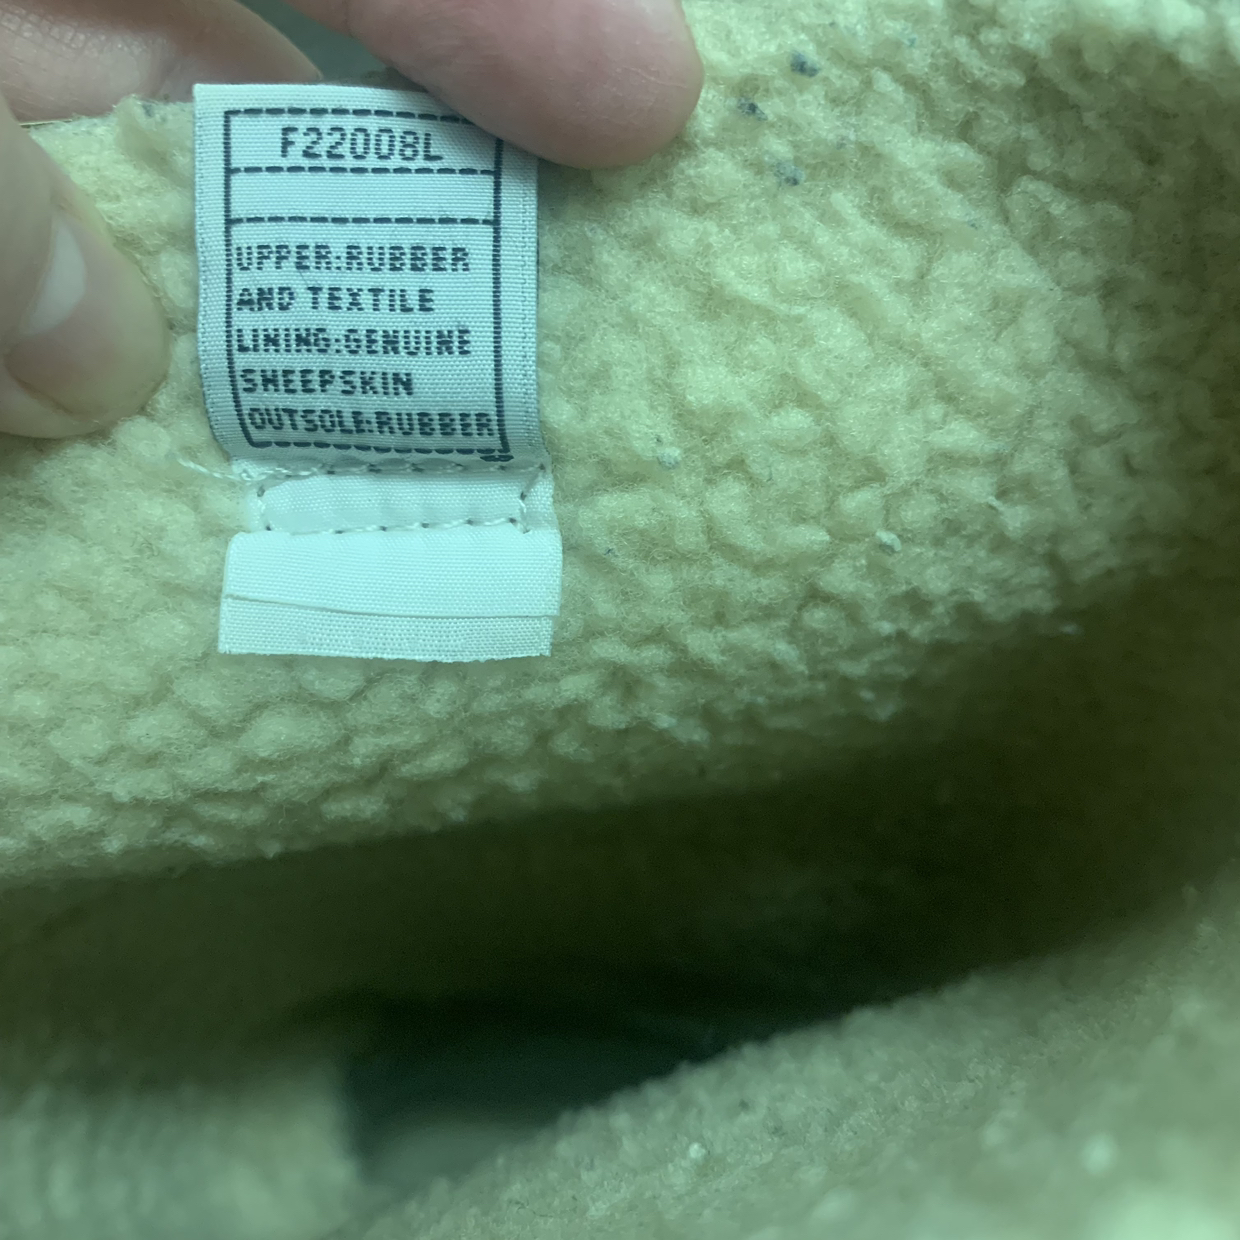 F22008L
UPPER:RUBBER
AND TEXTILE
LINING:GENUINE
SHEEPSKIN
OUTSOLE:RUBBER